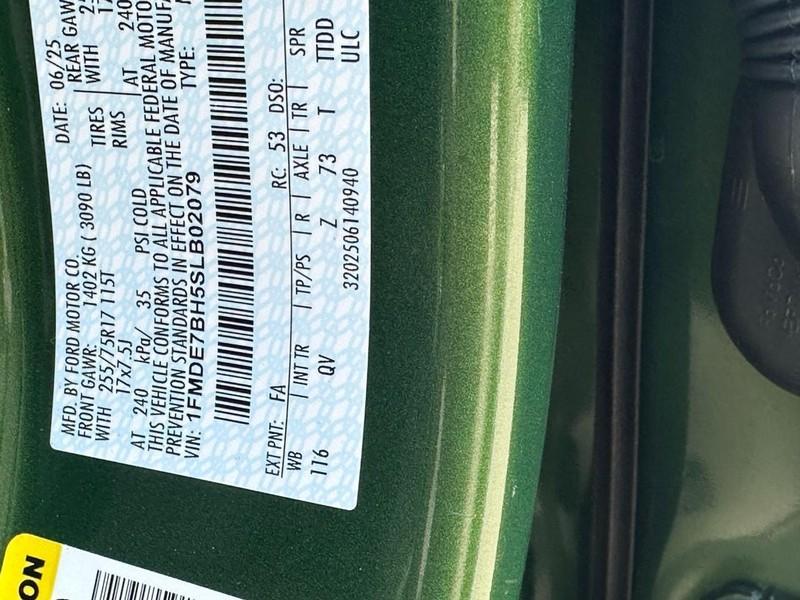 MFD. BY FORD MOTOR CO.
DATE: 06/25
FRONT GAWR: 1402 KG ( 3090 LB)
REAR GAW
WITH 255/75R17 115T
TIRES
WITH
17x7.5J
RIMS
AT 240 kPa/ 35 PSI COLD
AT 240
THIS VEHICLE CONFORMS TO ALL APPLICABLE FEDERAL MOTO
PREVENTION STANDARDS IN EFFECT ON THE DATE OF MANUFA
VIN: 1FMDE7BH5SLB02079
TYPE:
EXT PNT: FA
RC: 53 DSO:
WB | INT TR | TP/PS | R | AXLE | TR | SPR
116 QV Z 73 T TTDD
ULC
3202506140940
ON